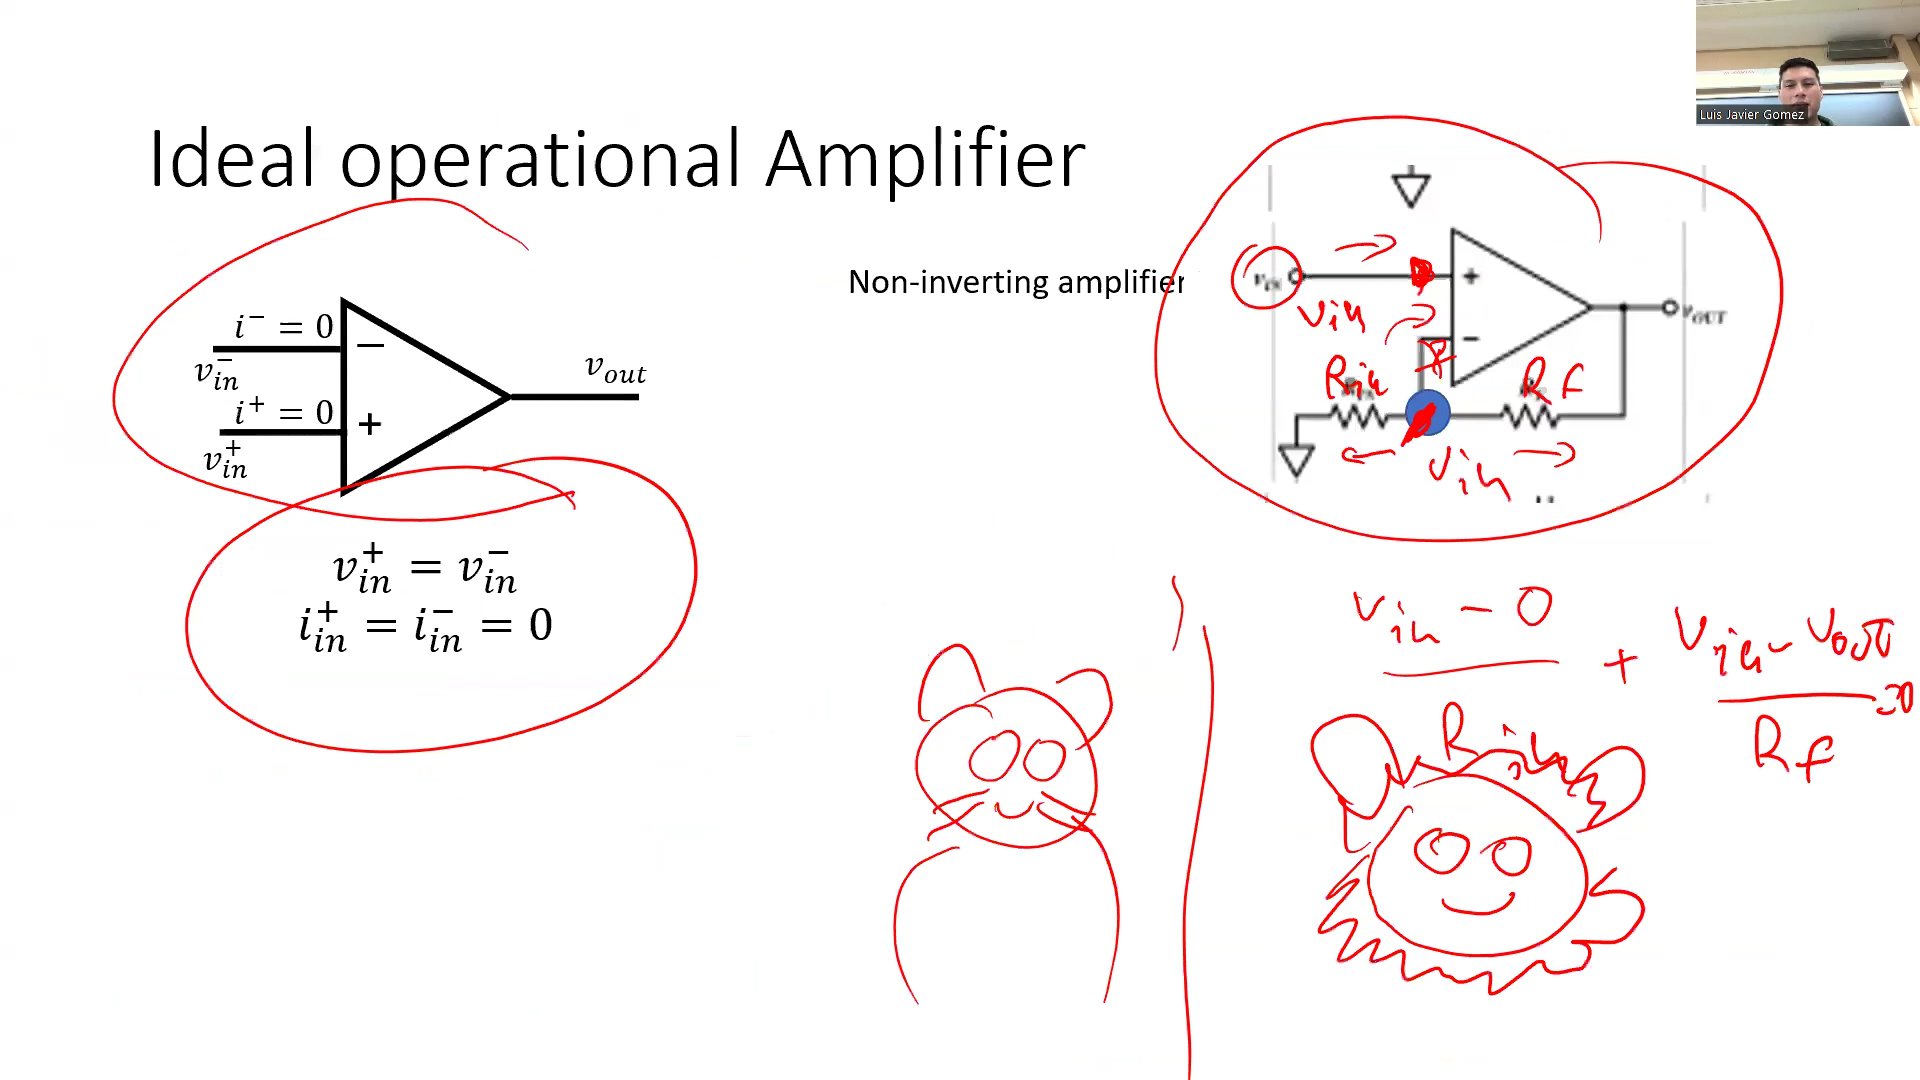 Luis Javier Gomez
Ideal operational Amplifier
Non-inverting amplifier
i⁻ = 0
v⁻in
i⁺ = 0
v⁺in
−
+
vout
v⁺in = v⁻in
i⁺in = i⁻in = 0
vIN
+
−
vOUT
Vin
Rin
Rf
Vin
Vin - 0
Rin
+
Vin - Vout
Rf
=0